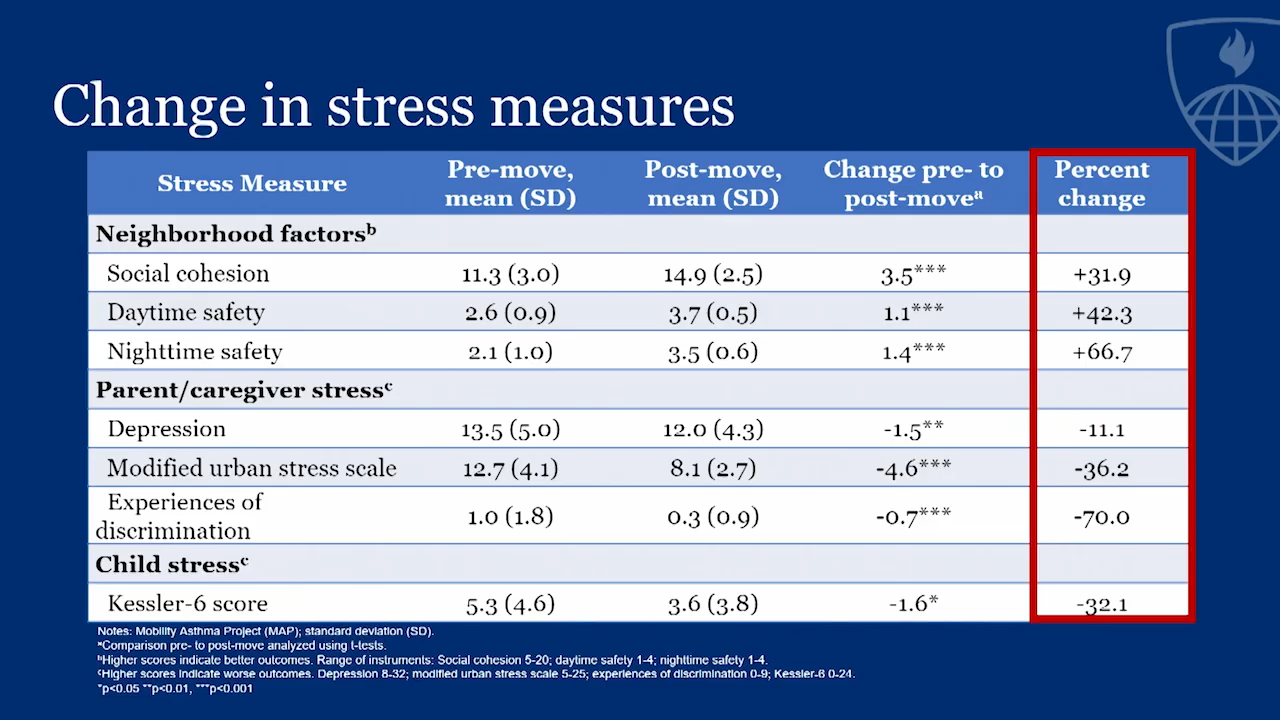 Change in stress measures
Stress Measure Pre-move, mean (SD) Post-move, mean (SD) Change pre- to post-moveᵃ Percent change
Neighborhood factorsᵇ
Social cohesion 11.3 (3.0) 14.9 (2.5) 3.5*** +31.9
Daytime safety 2.6 (0.9) 3.7 (0.5) 1.1*** +42.3
Nighttime safety 2.1 (1.0) 3.5 (0.6) 1.4*** +66.7
Parent/caregiver stressᶜ
Depression 13.5 (5.0) 12.0 (4.3) -1.5** -11.1
Modified urban stress scale 12.7 (4.1) 8.1 (2.7) -4.6*** -36.2
Experiences of discrimination 1.0 (1.8) 0.3 (0.9) -0.7*** -70.0
Child stressᶜ
Kessler-6 score 5.3 (4.6) 3.6 (3.8) -1.6* -32.1
Notes: Mobility Asthma Project (MAP); standard deviation (SD).
ᵃComparison pre- to post-move analyzed using t-tests.
ᵇHigher scores indicate better outcomes. Range of instruments: Social cohesion 5-20; daytime safety 1-4; nighttime safety 1-4.
ᶜHigher scores indicate worse outcomes. Depression 8-32; modified urban stress scale 5-25; experiences of discrimination 0-9; Kessler-6 0-24.
*p<0.05 **p<0.01, ***p<0.001